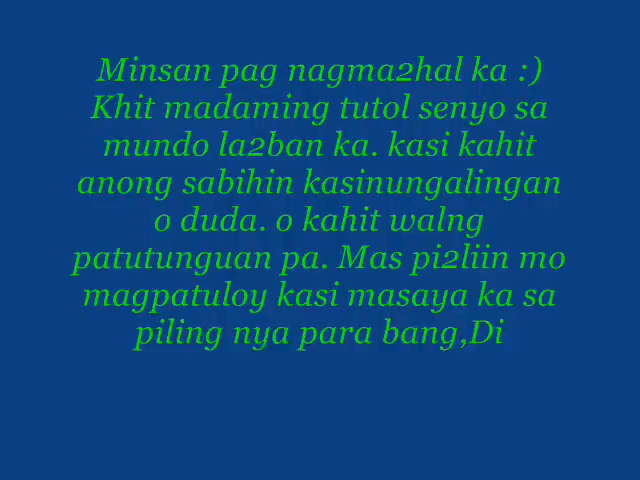 Minsan pag nagma2hal ka :)
Khit madaming tutol senyo sa
mundo la2ban ka. kasi kahit
anong sabihin kasinungalingan
o duda. o kahit walng
patutunguan pa. Mas pi2liin mo
magpatuloy kasi masaya ka sa
piling nya para bang,Di